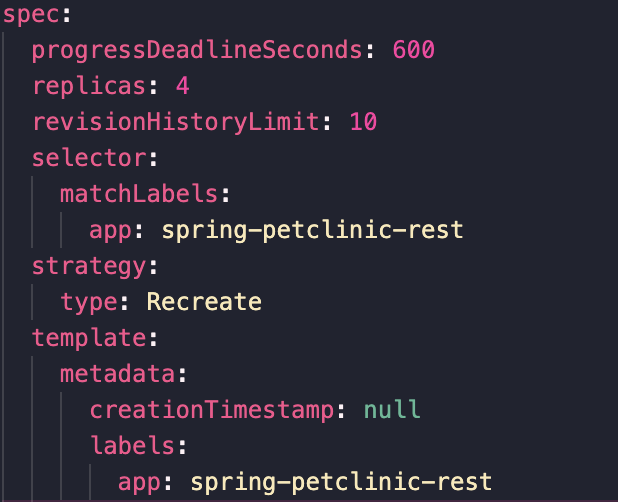 spec:
  progressDeadlineSeconds: 600
  replicas: 4
  revisionHistoryLimit: 10
  selector:
    matchLabels:
      app: spring-petclinic-rest
  strategy:
    type: Recreate
  template:
    metadata:
      creationTimestamp: null
      labels:
        app: spring-petclinic-rest